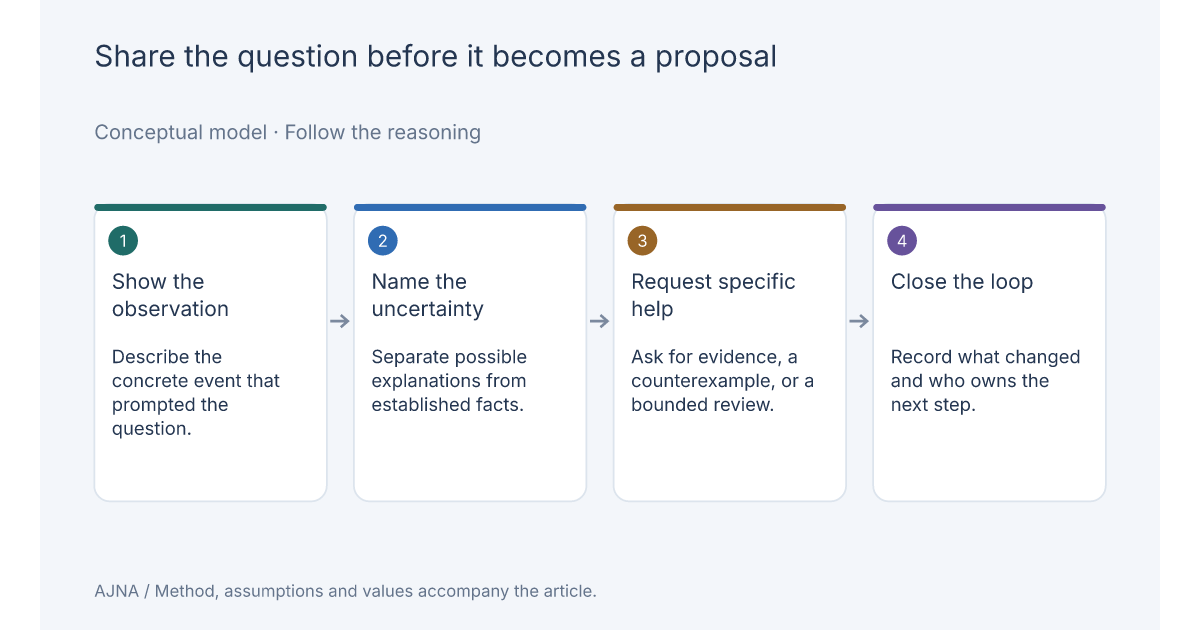 Share the question before it becomes a proposal
Conceptual model · Follow the reasoning
1
Show the
observation
Describe the
concrete event that
prompted the
question.
2
Name the
uncertainty
Separate possible
explanations from
established facts.
3
Request specific
help
Ask for evidence, a
counterexample, or a
bounded review.
4
Close the loop
Record what changed
and who owns the
next step.
AJNA / Method, assumptions and values accompany the article.